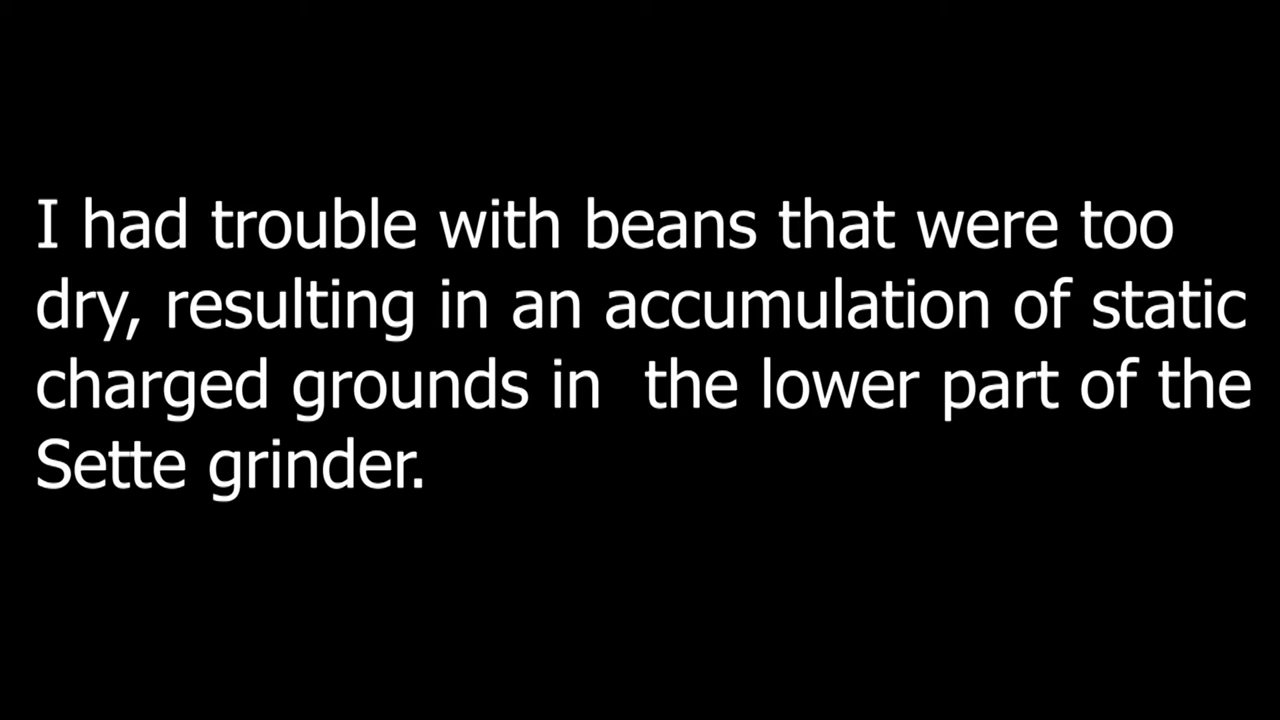 I had trouble with beans that were too
dry, resulting in an accumulation of static
charged grounds in  the lower part of the
Sette grinder.